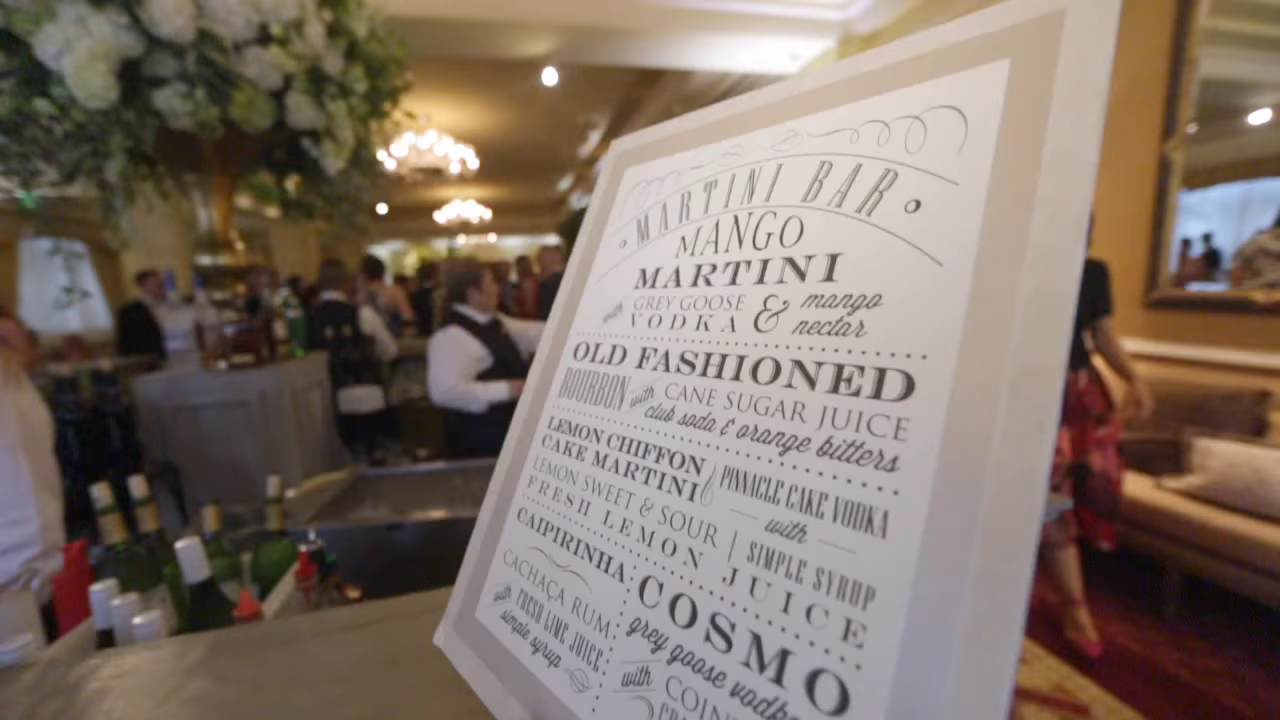 • MARTINI BAR •
MANGO
MARTINI
with GREY GOOSE VODKA & mango nectar
OLD FASHIONED
BOURBON with CANE SUGAR JUICE
club soda & orange bitters
LEMON CHIFFON
CAKE MARTINI
PINNACLE CAKE VODKA
with
LEMON SWEET & SOUR
SIMPLE SYRUP
FRESH LEMON JUICE
CAIPIRINHA
CACHAÇA RUM
with FRESH LIME JUICE
simple syrup
COSMO
grey goose vodka
with